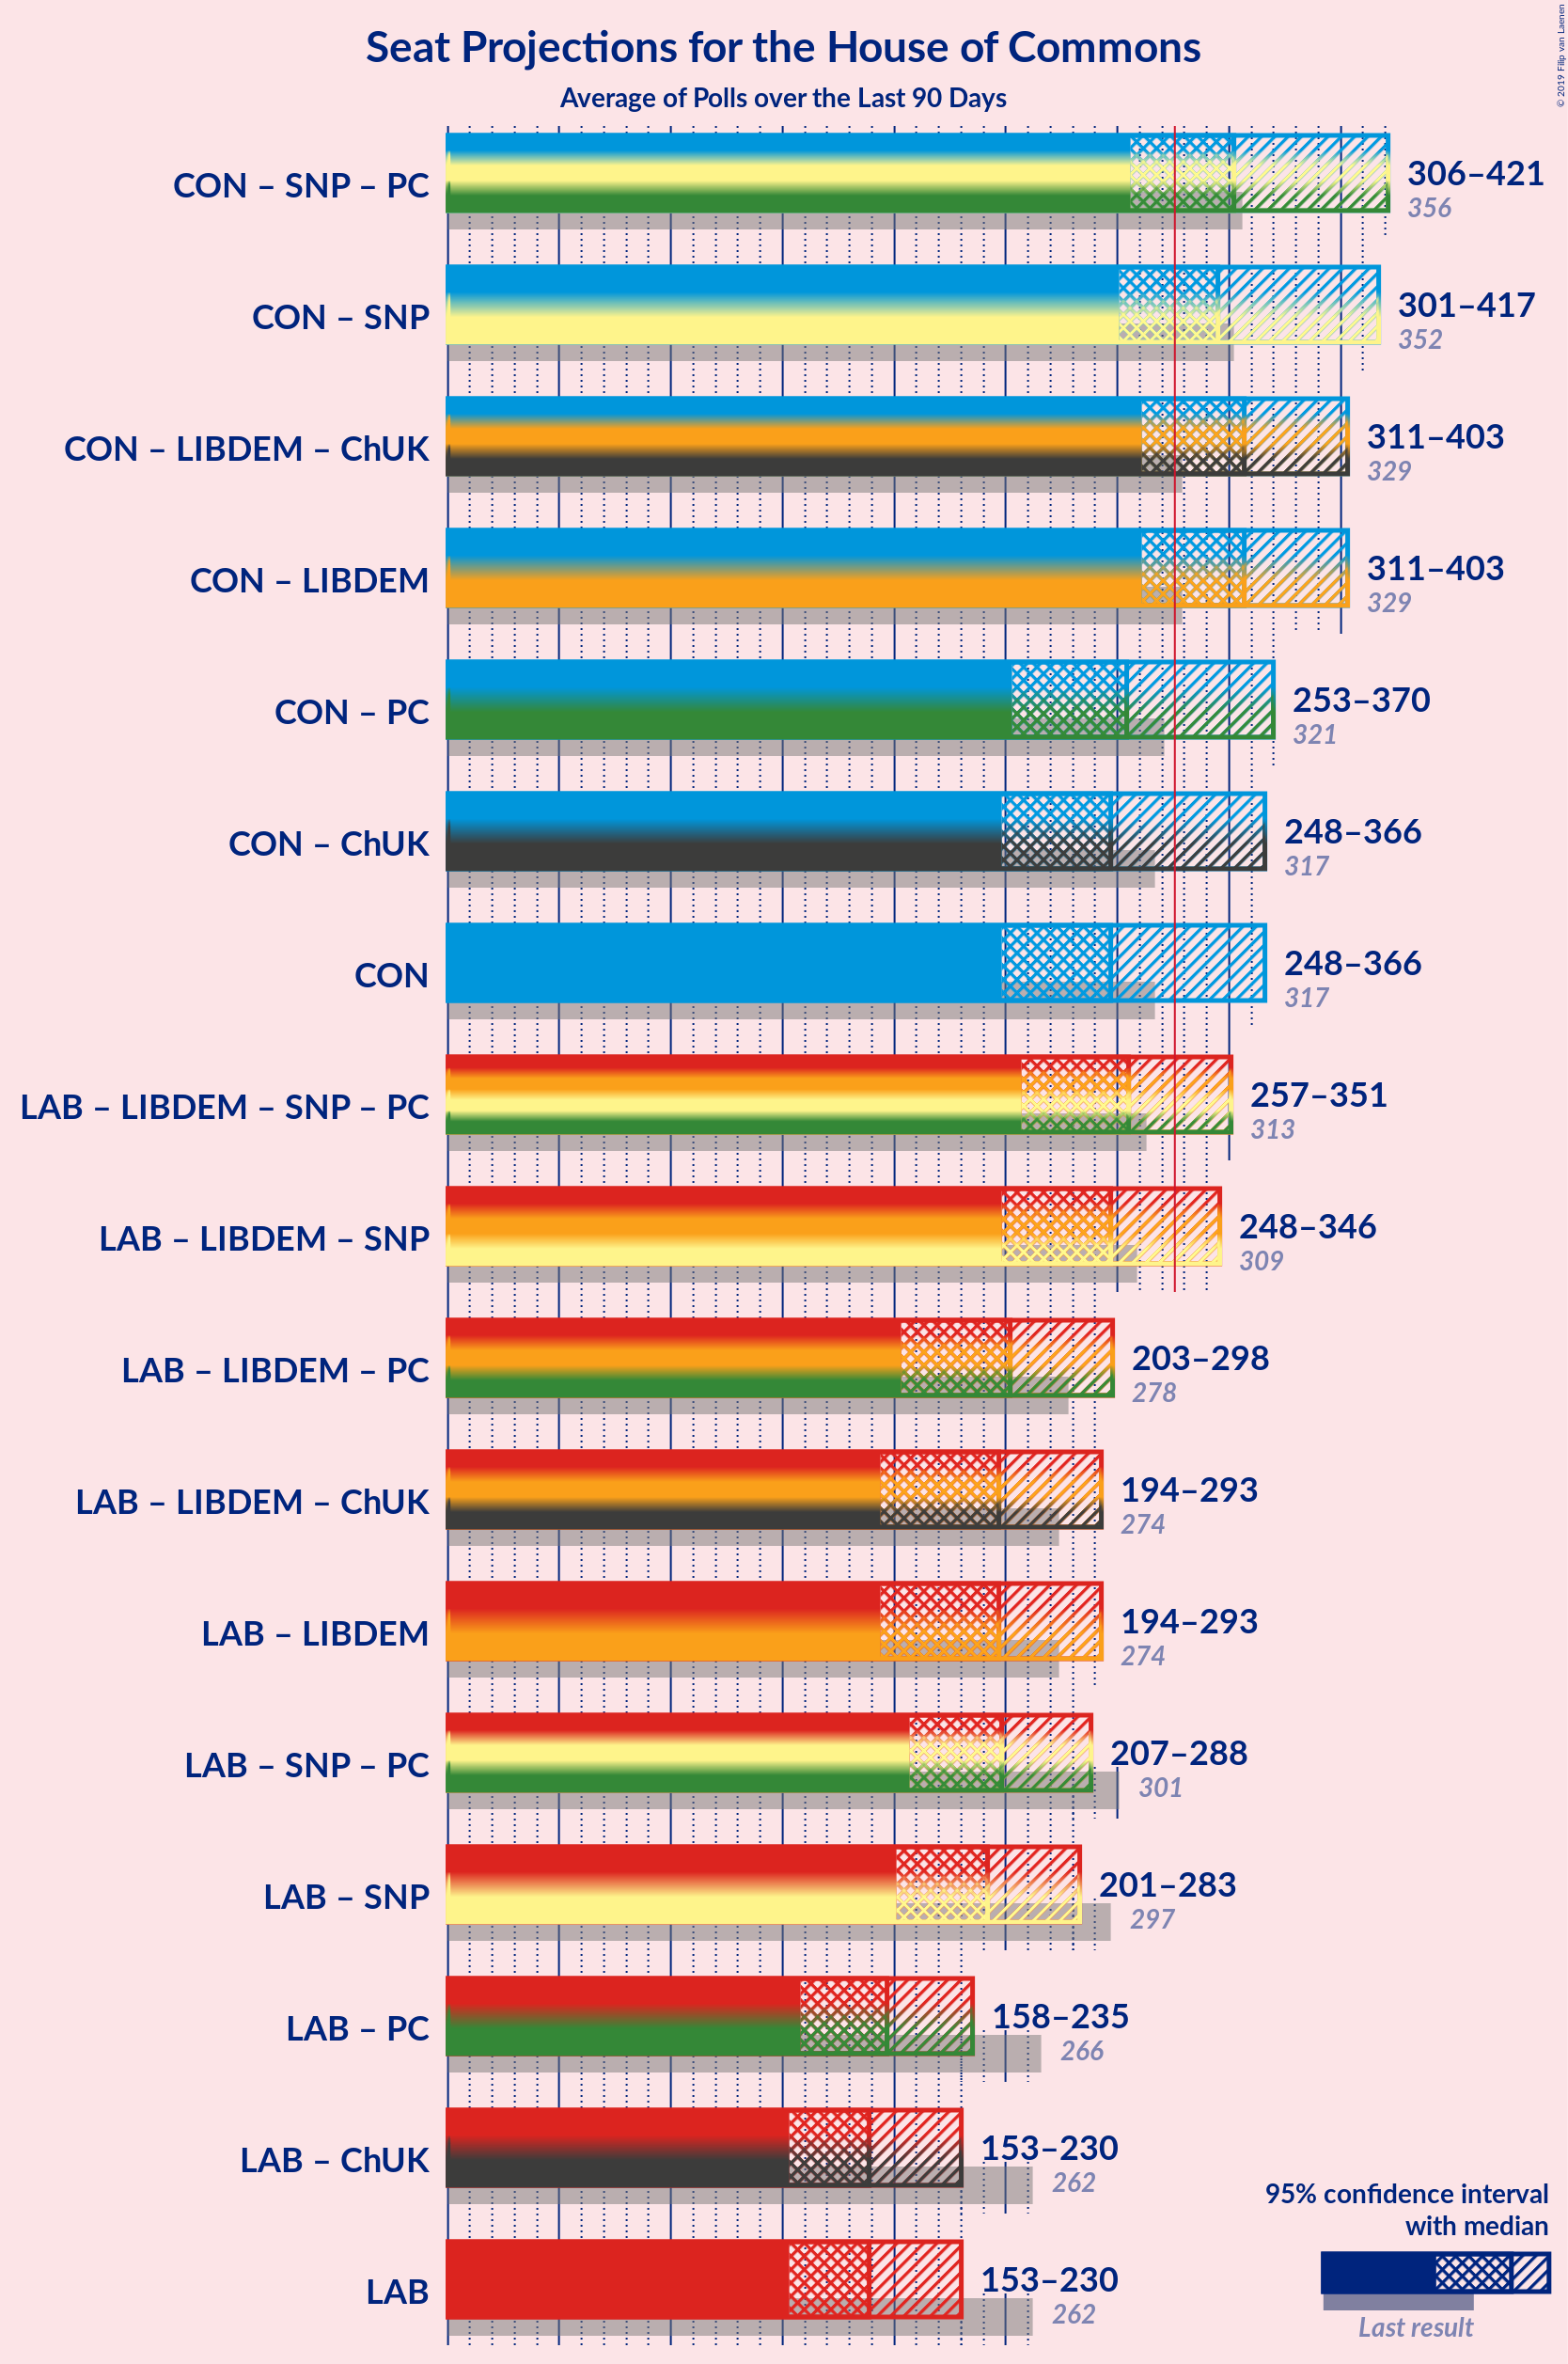 Seat Projections for the House of Commons
Average of Polls over the Last 90 Days
© 2019 Filip van Laenen
CON – SNP – PC
306–421
356
CON – SNP
301–417
352
CON – LIBDEM – ChUK
311–403
329
CON – LIBDEM
311–403
329
CON – PC
253–370
321
CON – ChUK
248–366
317
CON
248–366
317
LAB – LIBDEM – SNP – PC
257–351
313
LAB – LIBDEM – SNP
248–346
309
LAB – LIBDEM – PC
203–298
278
LAB – LIBDEM – ChUK
194–293
274
LAB – LIBDEM
194–293
274
LAB – SNP – PC
207–288
301
LAB – SNP
201–283
297
LAB – PC
158–235
266
LAB – ChUK
153–230
262
LAB
153–230
262
95% confidence interval
with median
Last result